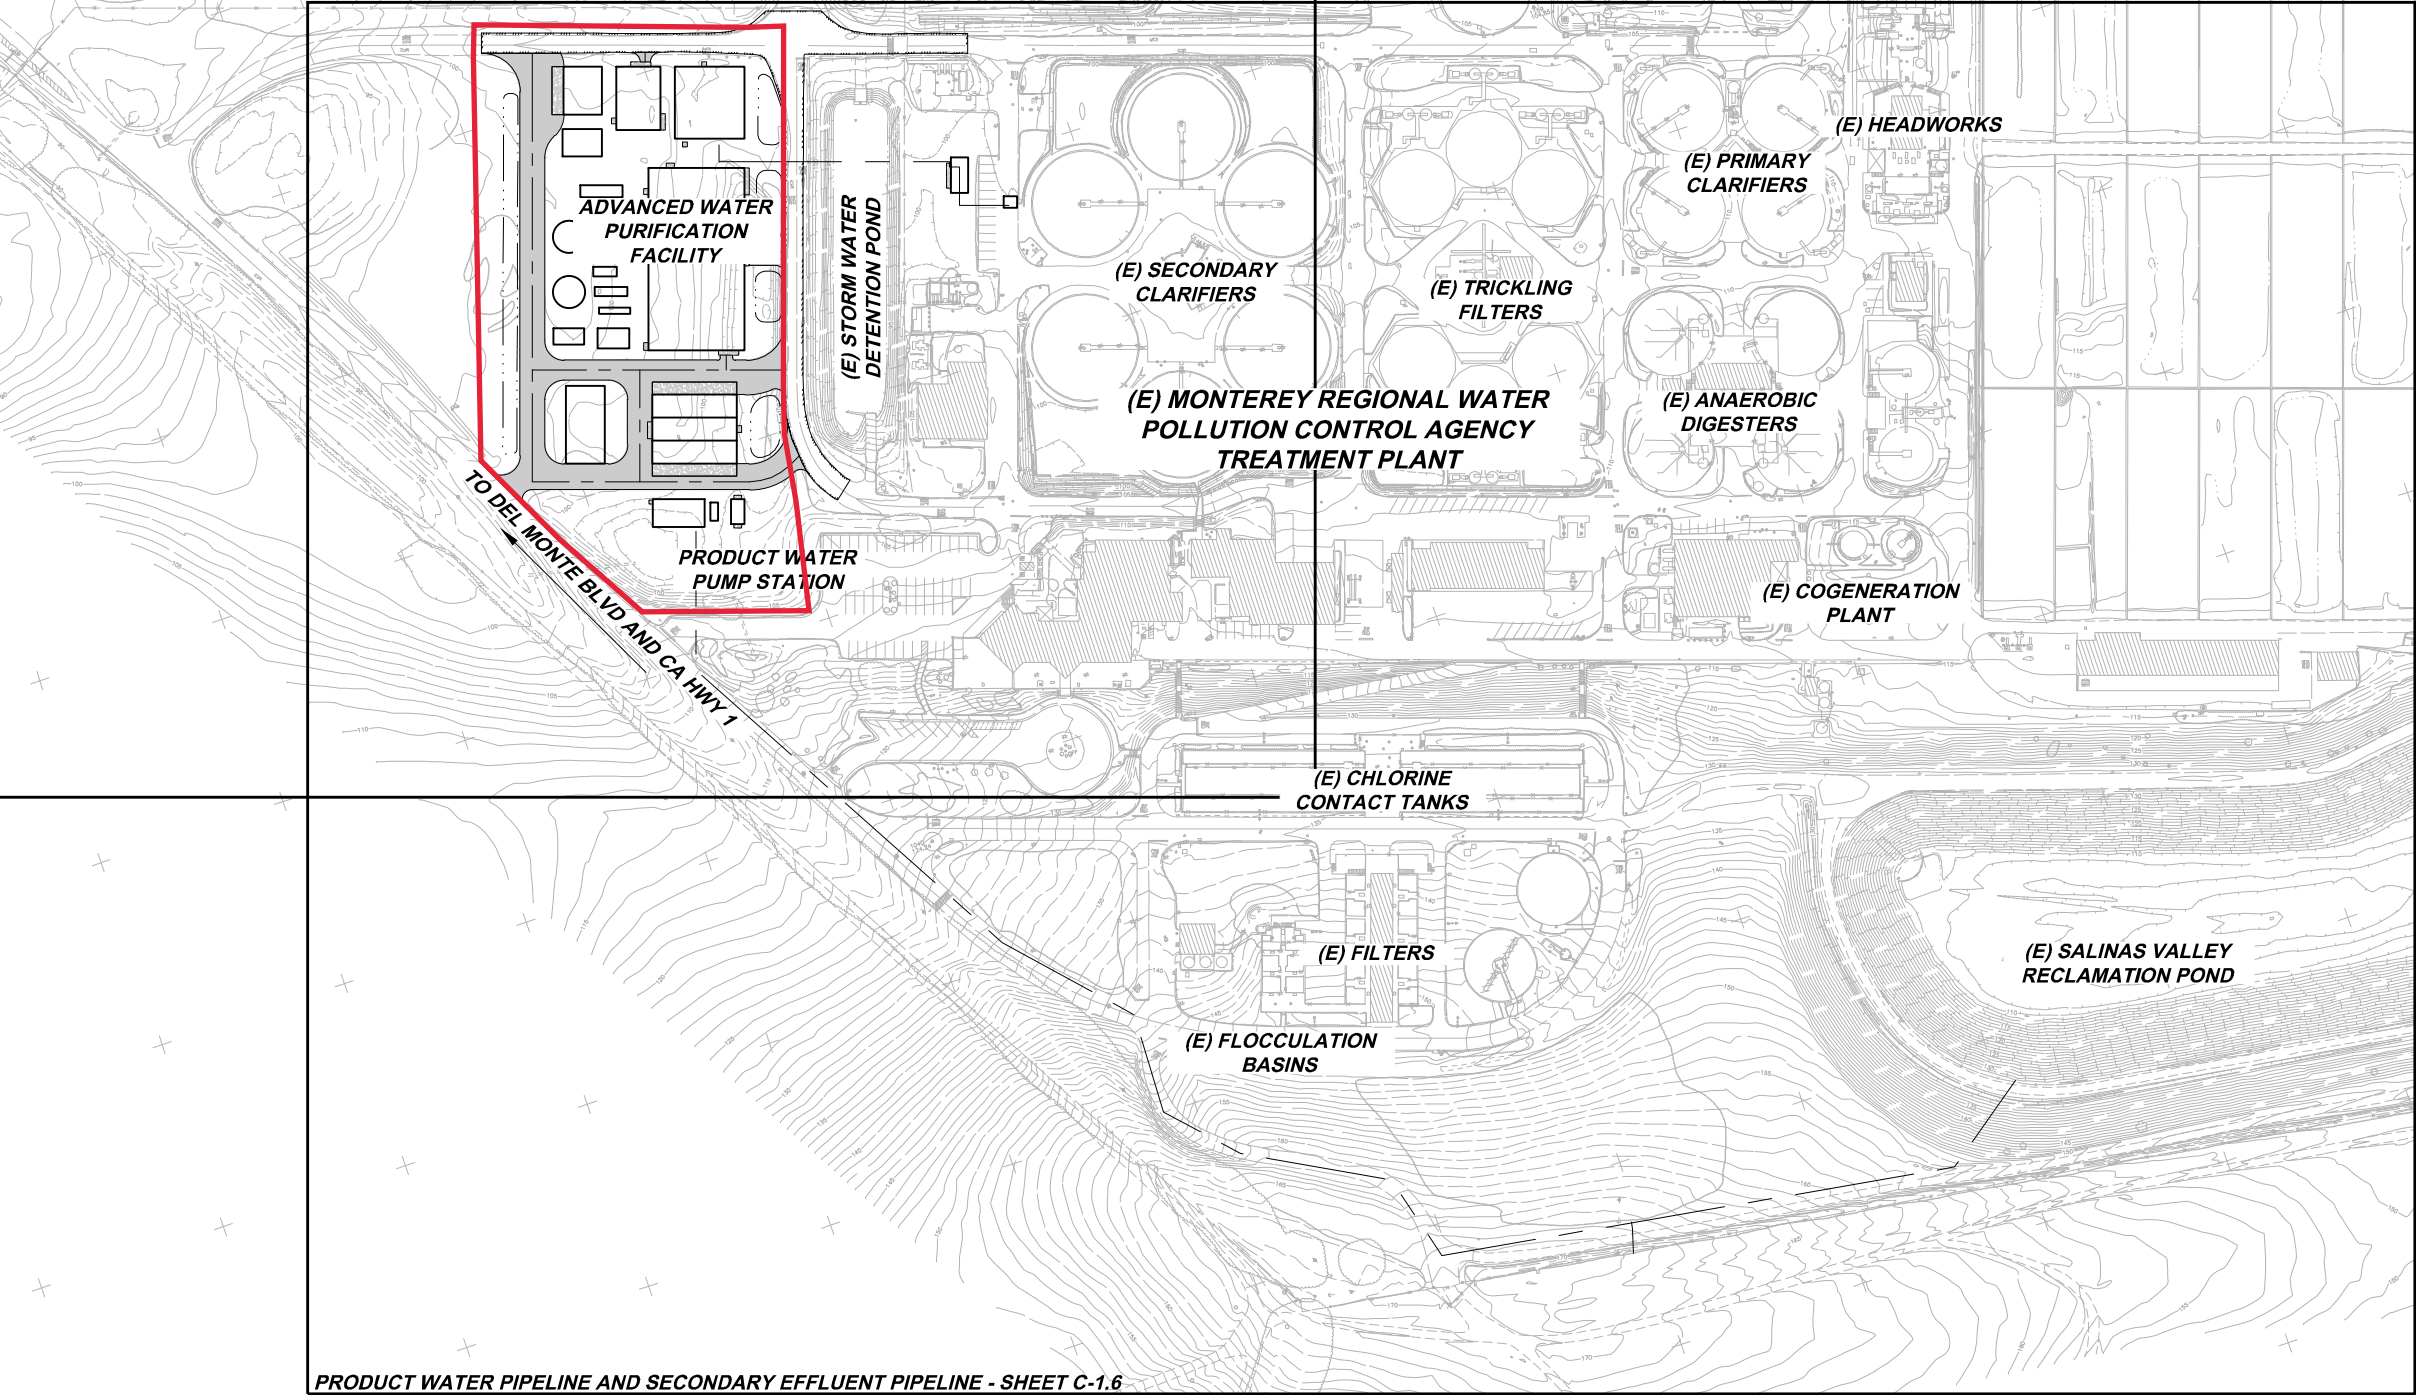 (E) HEADWORKS
(E) PRIMARY
CLARIFIERS
ADVANCED WATER
PURIFICATION
FACILITY
(E) STORM WATER
DETENTION POND
(E) SECONDARY
CLARIFIERS
(E) TRICKLING
FILTERS
(E) MONTEREY REGIONAL WATER
POLLUTION CONTROL AGENCY
TREATMENT PLANT
(E) ANAEROBIC
DIGESTERS
TO DEL MONTE BLVD AND CA HWY 1
PRODUCT WATER
PUMP STATION
(E) COGENERATION
PLANT
(E) CHLORINE
CONTACT TANKS
(E) FILTERS
(E) SALINAS VALLEY
RECLAMATION POND
(E) FLOCCULATION
BASINS
PRODUCT WATER PIPELINE AND SECONDARY EFFLUENT PIPELINE - SHEET C-1.6